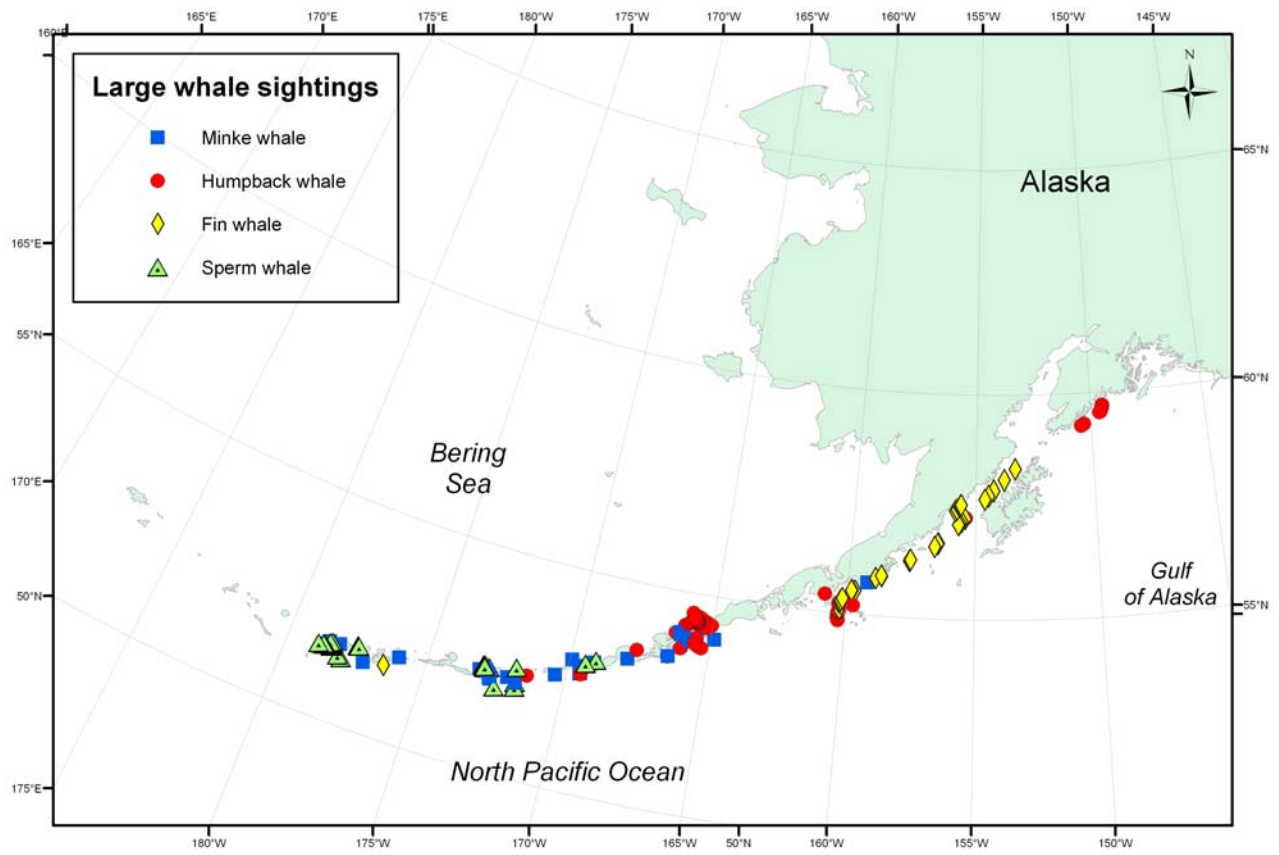 160°E
165°E
170°E
175°E
180°W
175°W
170°W
165°W
160°W
155°W
150°W
145°W
Large whale sightings
Minke whale
Humpback whale
Fin whale
Sperm whale
N
Alaska
65°N
165°E
55°N
60°N
Bering
Sea
170°E
Gulf
of Alaska
50°N
55°N
North Pacific Ocean
175°E
180°W
175°W
170°W
165°W
50°N
160°W
155°W
150°W